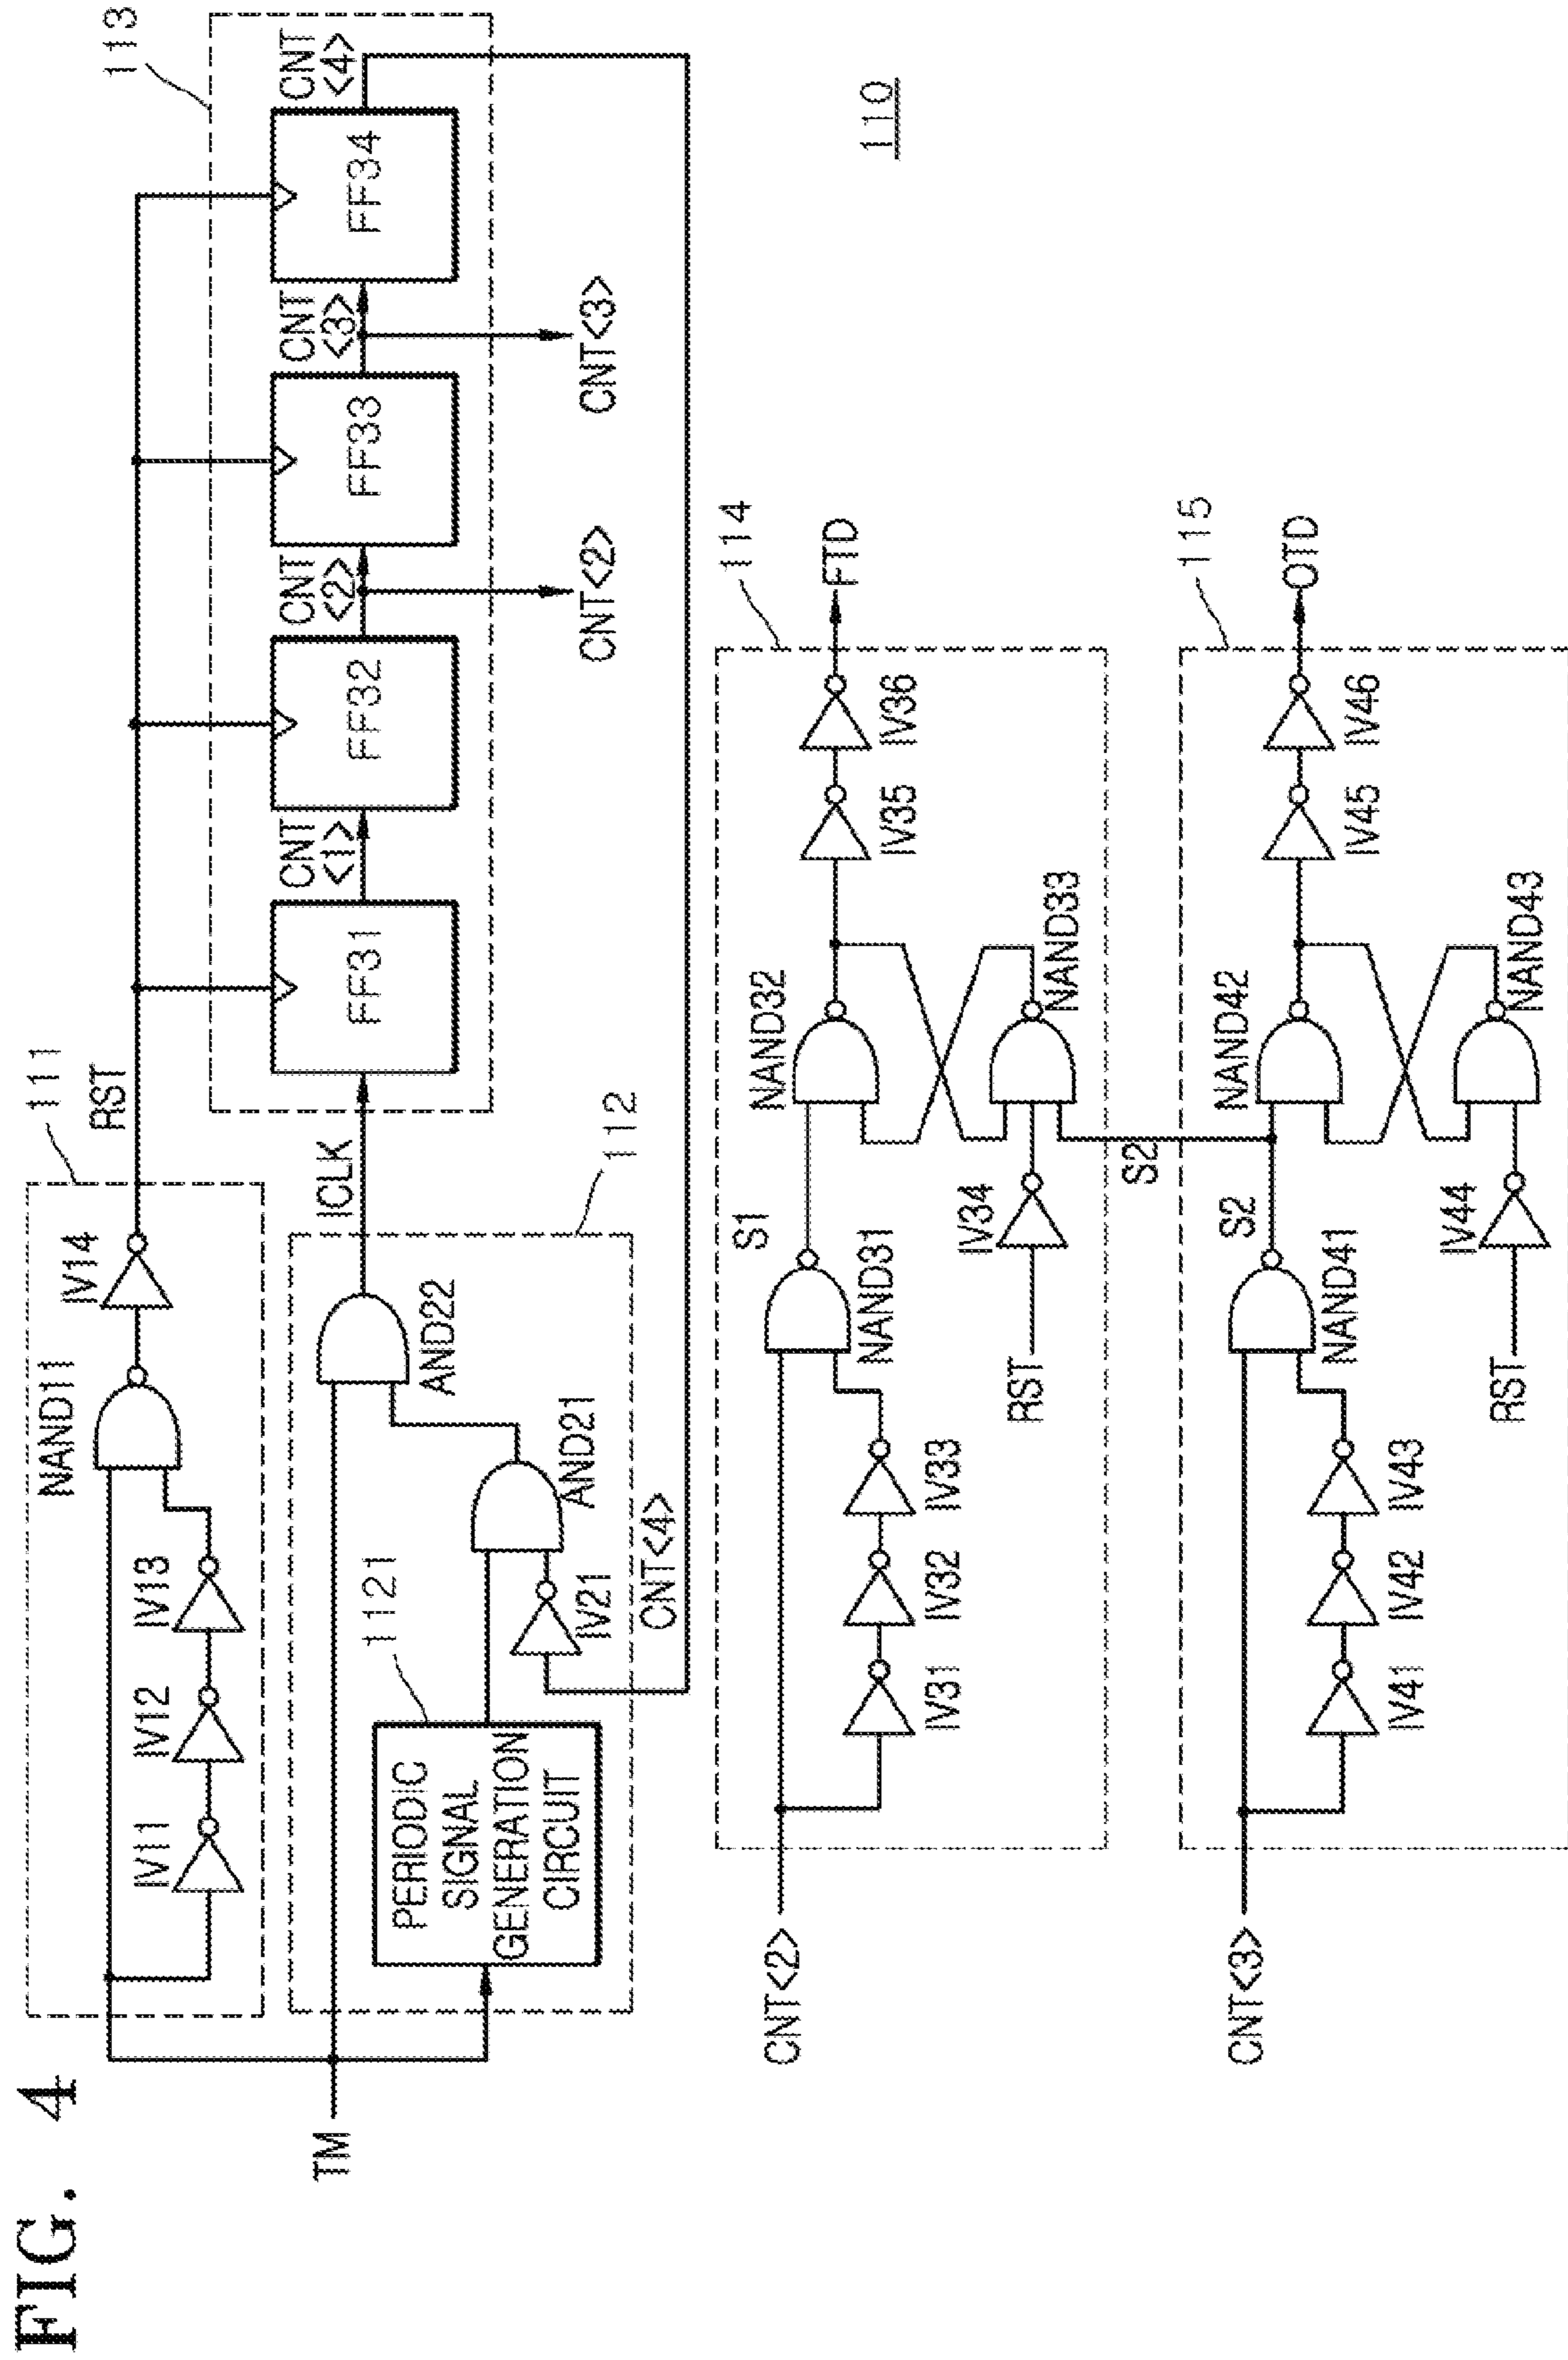 FIG. 4
TM
111
NAND11
IV11
IV12
IV13
IV14
RST
112
1121
PERIODIC
SIGNAL
GENERATION
CIRCUIT
IV21
AND21
AND22
ICLK
CNT<4>
113
FF31
CNT
<1>
FF32
CNT
<2>
FF33
CNT
<3>
FF34
CNT
<4>
CNT<2>
CNT<3>
110
114
CNT<2>
IV31
IV32
IV33
NAND31
S1
NAND32
RST
IV34
NAND33
IV35
IV36
FTD
S2
115
CNT<3>
IV41
IV42
IV43
NAND41
S2
NAND42
RST
IV44
NAND43
IV45
IV46
OTD